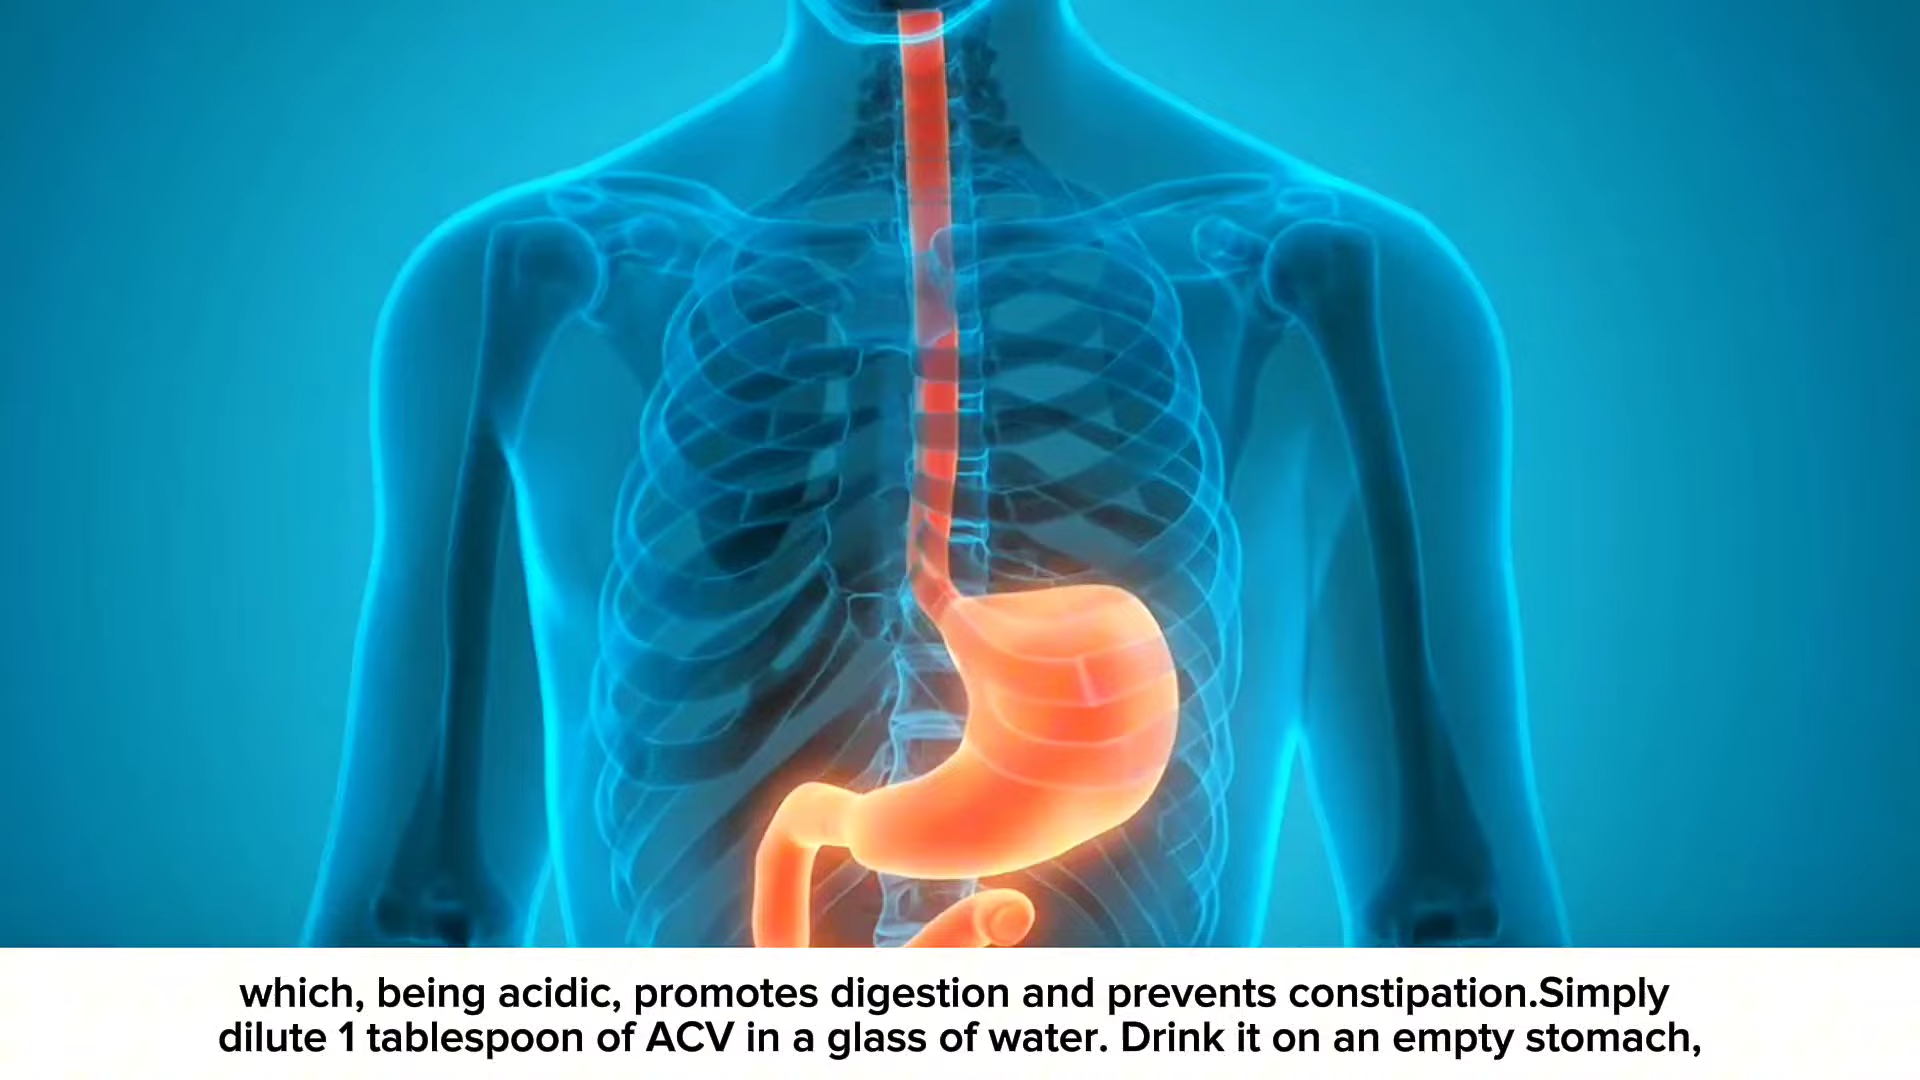 which, being acidic, promotes digestion and prevents constipation.Simply
dilute 1 tablespoon of ACV in a glass of water. Drink it on an empty stomach,